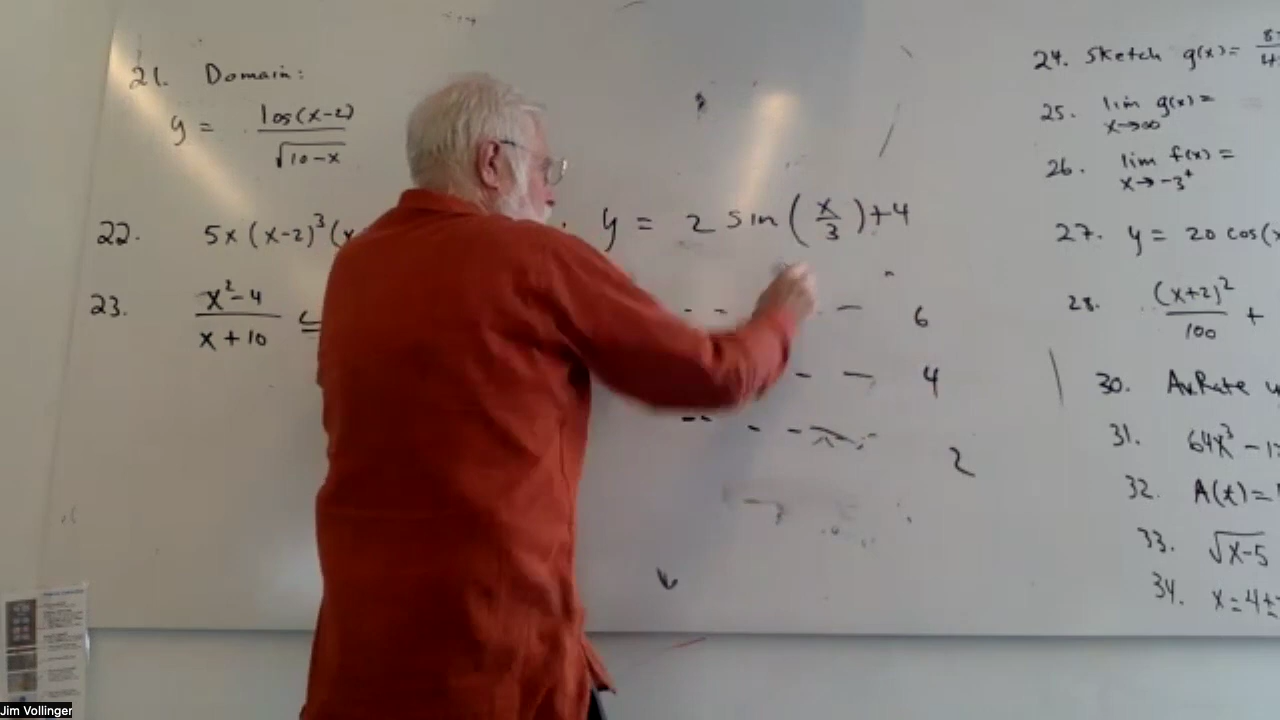 21. Domain:
y = log(x-2) / √10-x
22. 5x(x-2)³(x
23. x²-4 / x+10 ≤
y = 2 sin(x/3)+4
6
4
2
24. Sketch g(x)=
25. lim x→∞ g(x)=
26. lim x→-3⁺ f(x)=
27. y = 20 cos(x
28. (x+2)² / 100 +
30. Av.Rate
31. 64x³ - 1
32. A(t)=
33. √x-5
34. x=4±
Jim Vollinger